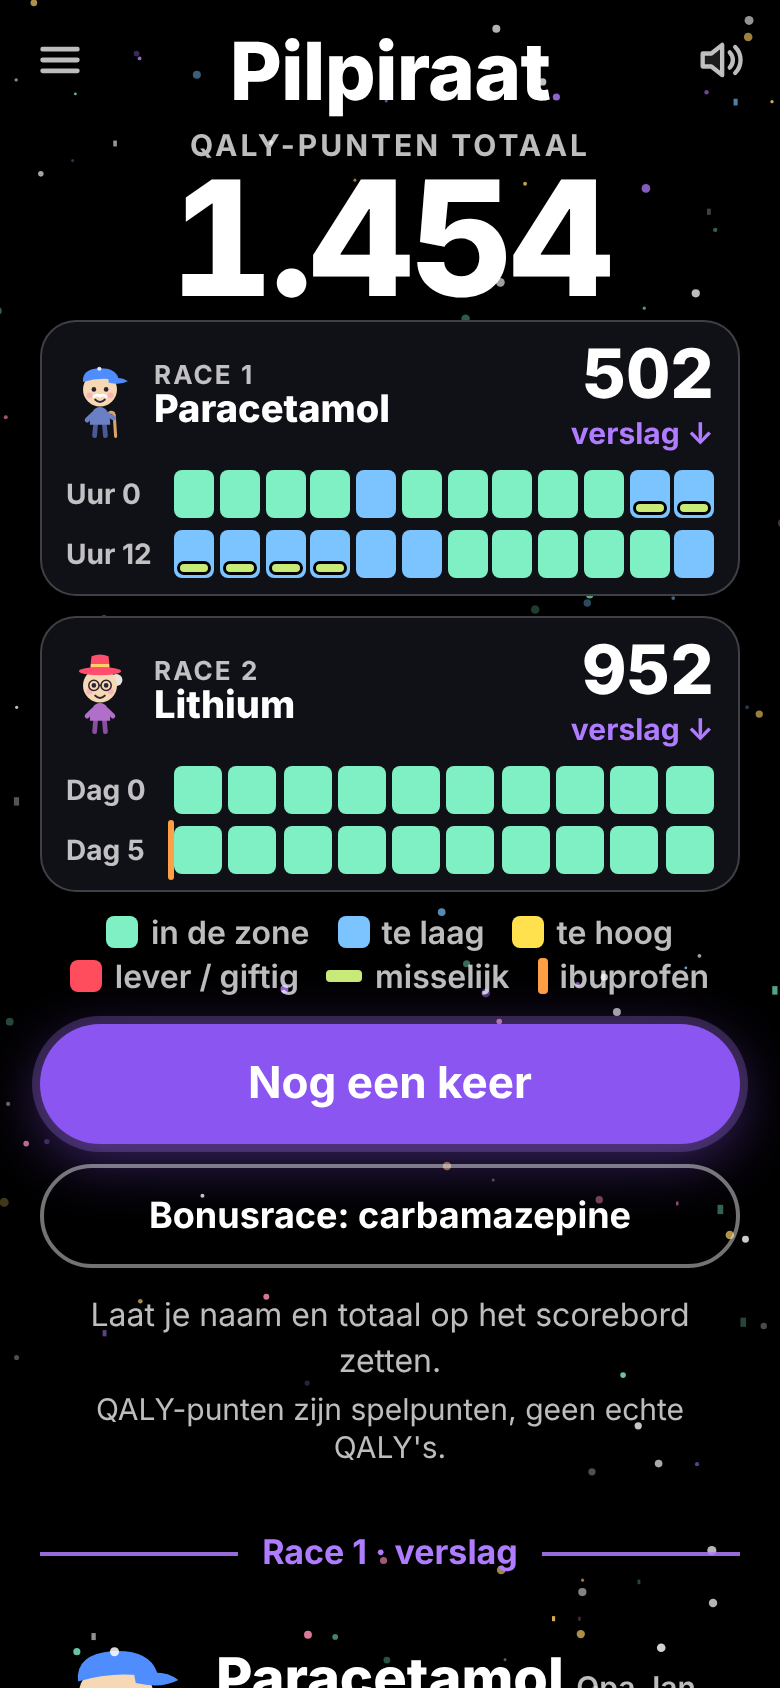 Pilpiraat
QALY-PUNTEN TOTAAL
1.454
RACE 1
Paracetamol
502
verslag ↓
Uur 0
Uur 12
RACE 2
Lithium
952
verslag ↓
Dag 0
Dag 5
in de zone te laag te hoog
lever / giftig misselijk ibuprofen
Nog een keer
Bonusrace: carbamazepine
Laat je naam en totaal op het scorebord
zetten.
QALY-punten zijn spelpunten, geen echte
QALY's.
Race 1 · verslag
Paracetamol Opa Jan